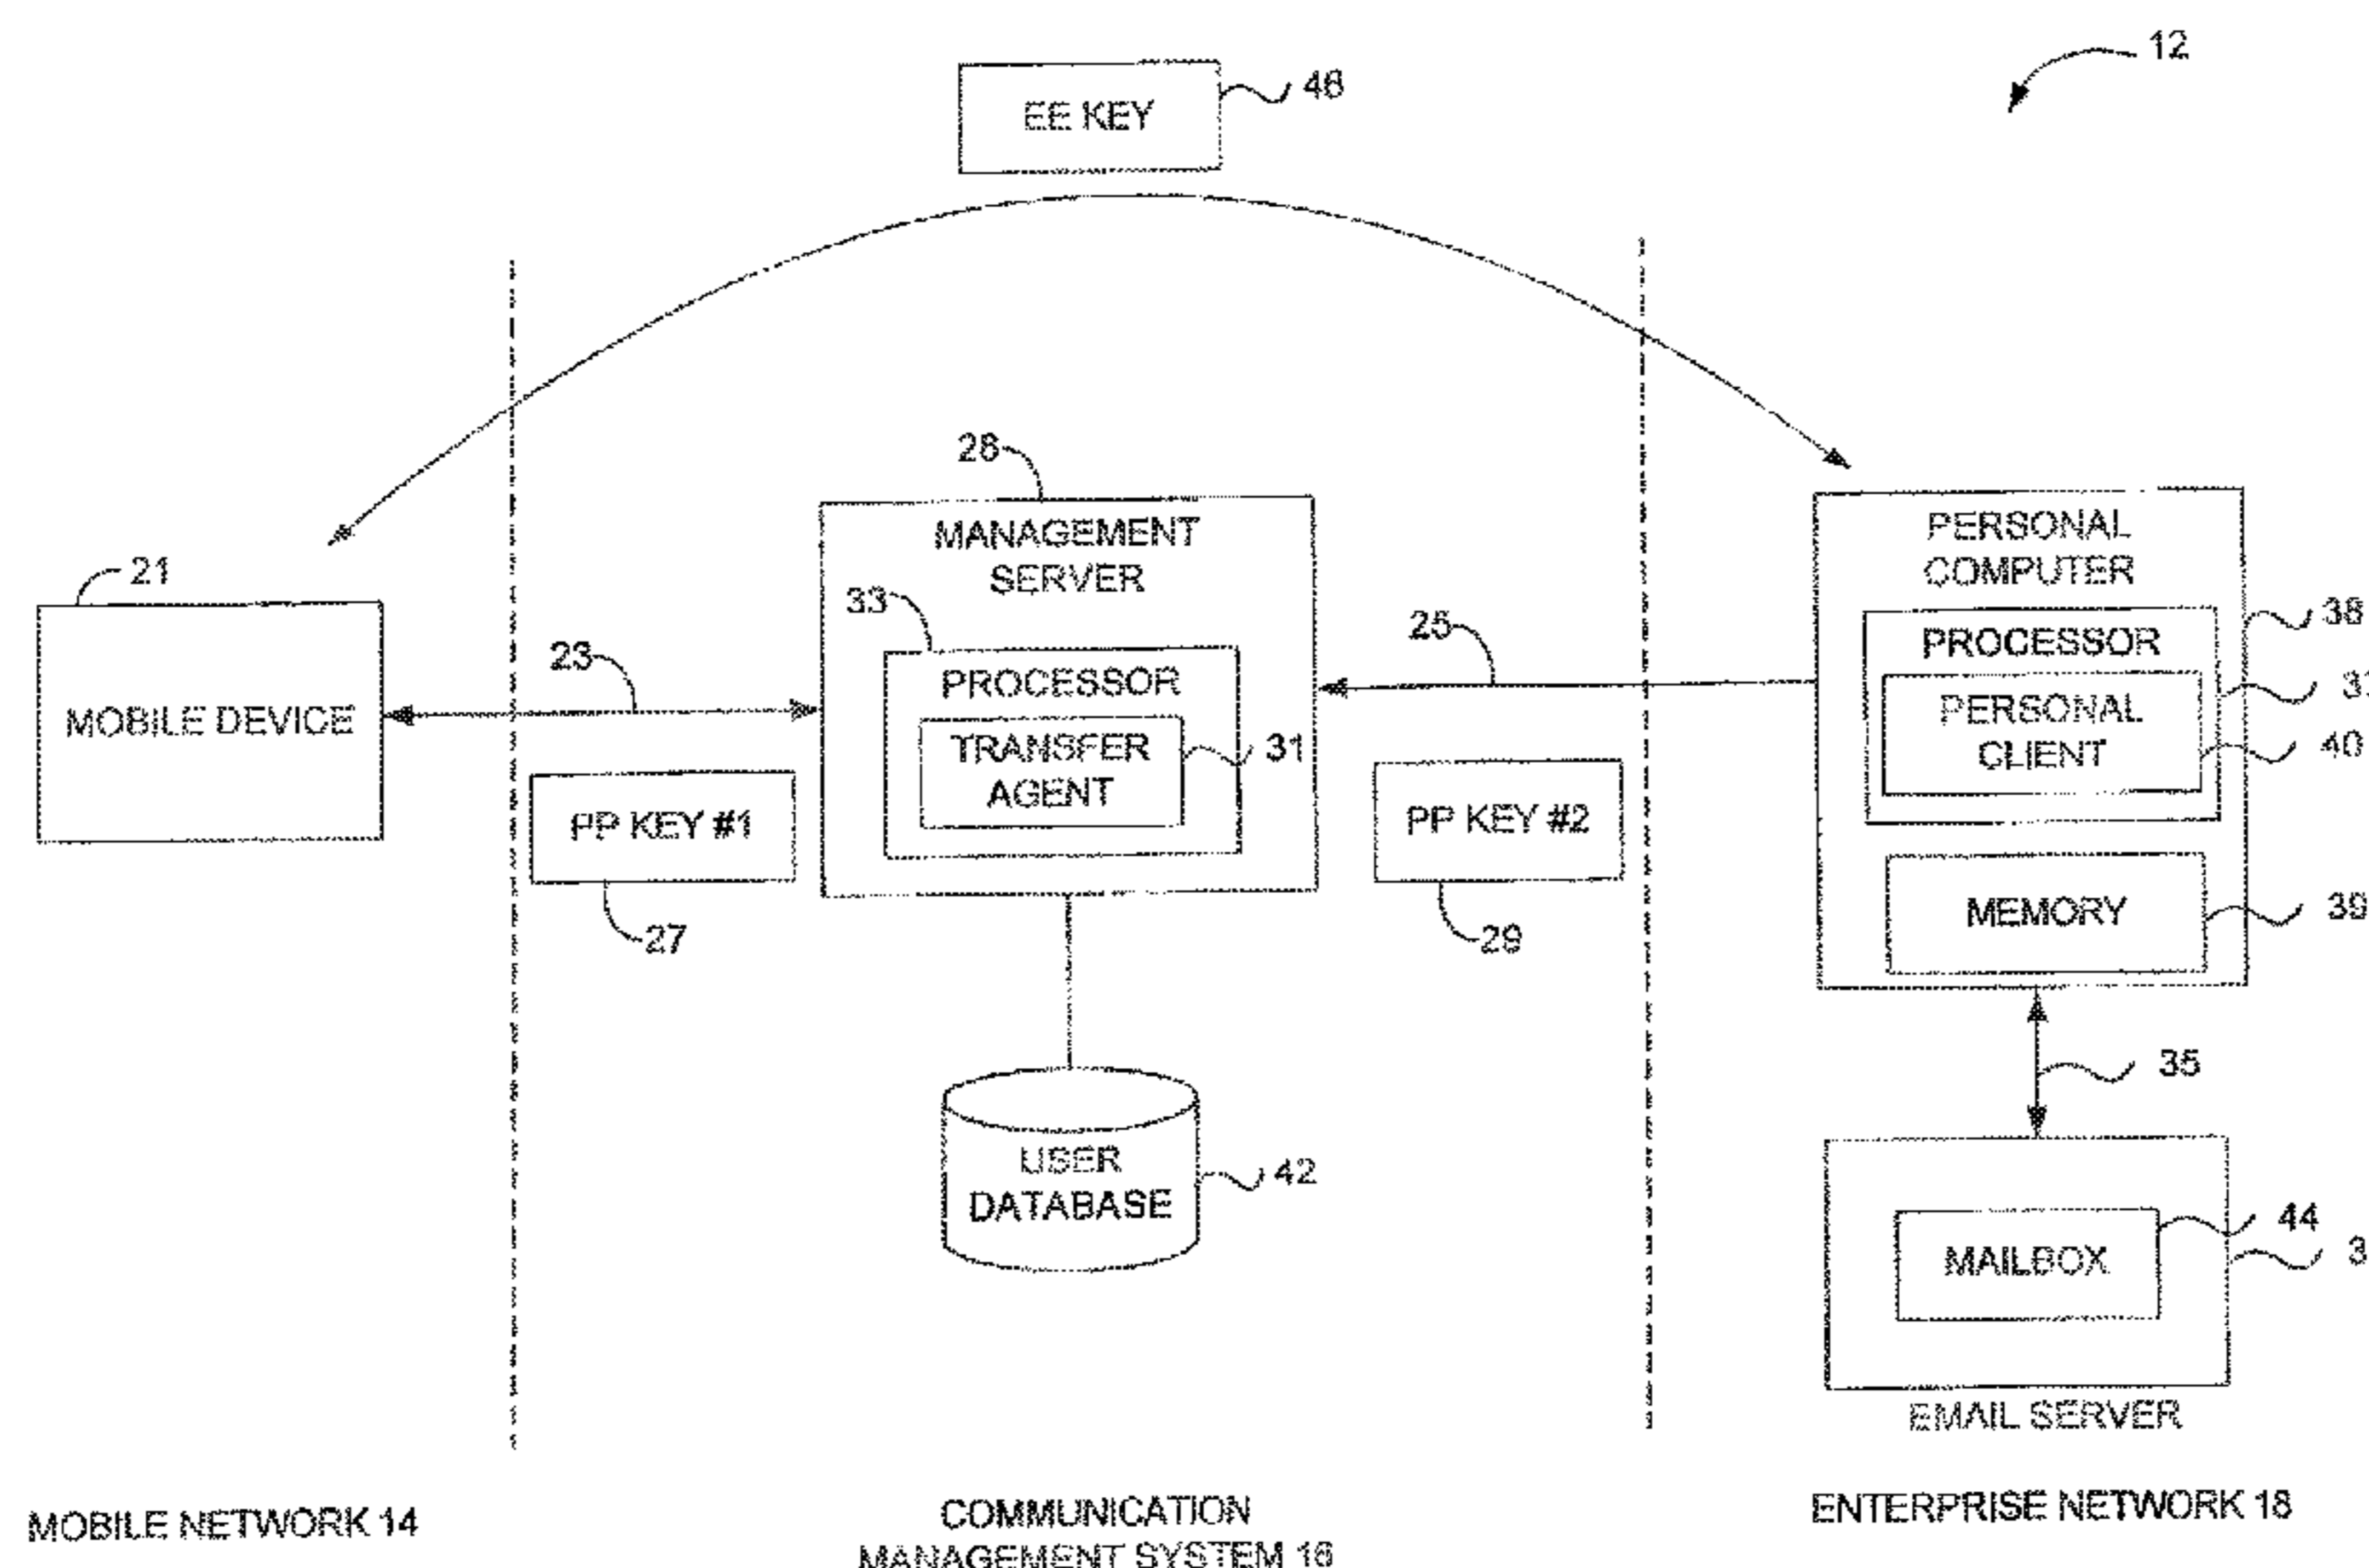 12
EE KEY
46
28
MANAGEMENT
SERVER
PERSONAL
COMPUTER
21
33
38
PROCESSOR
25
23
PROCESSOR
MOBILE DEVICE
PERSONAL
CLIENT
40
TRANSFER
AGENT
31
PP KEY #1
PP KEY #2
27
29
MEMORY
39
35
USER
DATABASE
42
44
MAILBOX
EMAIL SERVER
MOBILE NETWORK 14
COMMUNICATION
MANAGEMENT SYSTEM 16
ENTERPRISE NETWORK 18